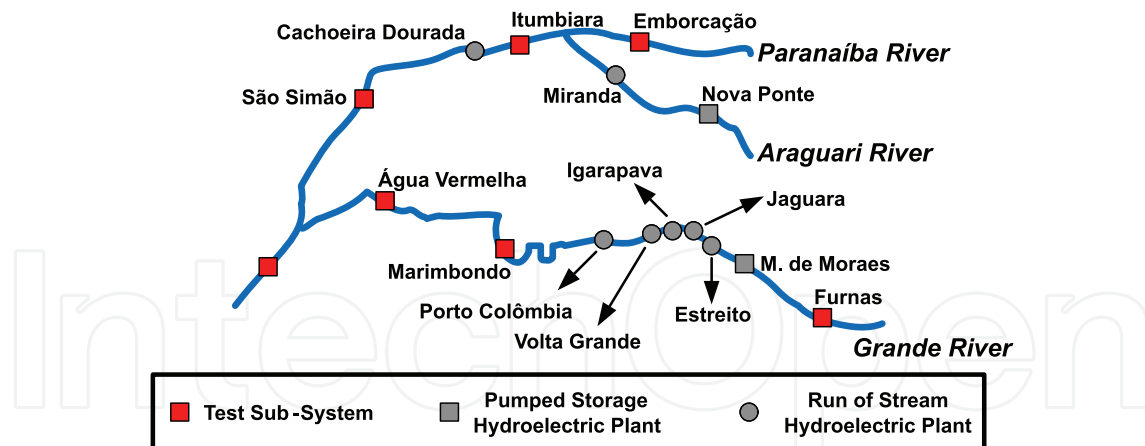 Itumbiara
Emborcação
Cachoeira Dourada
Paranaíba River
São Simão
Miranda
Nova Ponte
Araguari River
Igarapava
Água Vermelha
Jaguara
Marimbondo
M. de Moraes
Porto Colômbia
Estreito
Furnas
Volta Grande
Grande River
IntechOpen
Test Sub-System
Pumped Storage
Hydroelectric Plant
Run of Stream
Hydroelectric Plant